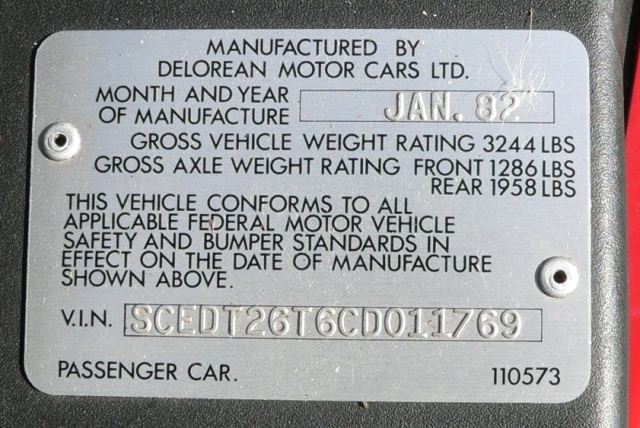 MANUFACTURED BY
DELOREAN MOTOR CARS LTD.
MONTH AND YEAR
OF MANUFACTURE JAN. 82
GROSS VEHICLE WEIGHT RATING 3244 LBS
GROSS AXLE WEIGHT RATING FRONT 1286 LBS
REAR 1958 LBS
THIS VEHICLE CONFORMS TO ALL
APPLICABLE FEDERAL MOTOR VEHICLE
SAFETY AND BUMPER STANDARDS IN
EFFECT ON THE DATE OF MANUFACTURE
SHOWN ABOVE.
V.I.N. SCEDT26T6CD011769
PASSENGER CAR. 110573